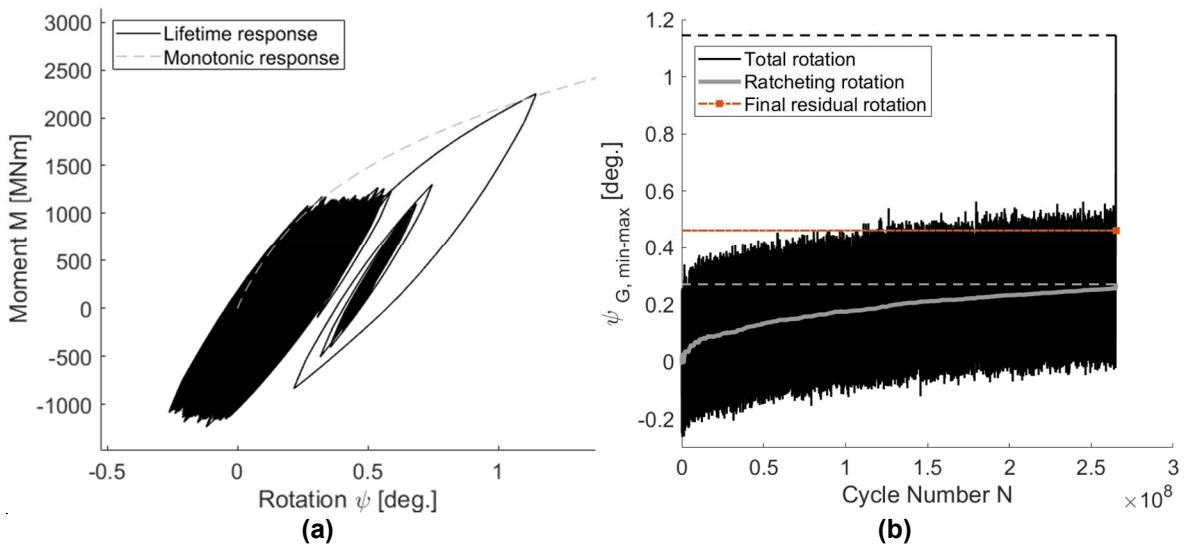 3000
2500
2000
1500
1000
500
0
-500
-1000
Moment M [MNm]
Lifetime response
Monotonic response
-0.5
0
0.5
1
Rotation ψ [deg.]
(a)
1.2
1
0.8
0.6
0.4
0.2
0
-0.2
ψ G, min-max [deg.]
Total rotation
Ratcheting rotation
Final residual rotation
0
0.5
1
1.5
2
2.5
3
×10^8
Cycle Number N
(b)